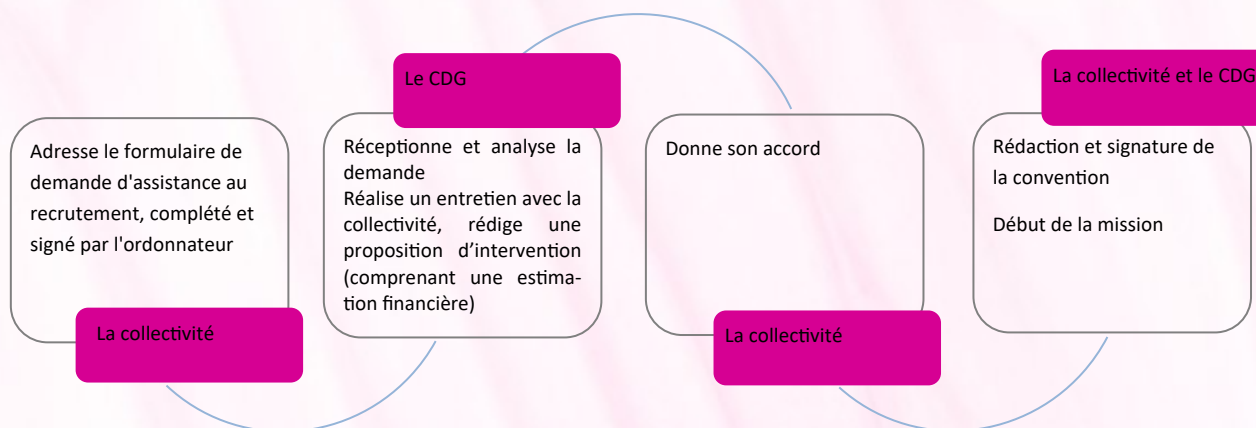 Adresse le formulaire de
demande d'assistance au
recrutement, complété et
signé par l'ordonnateur
La collectivité
Le CDG
Réceptionne et analyse la
demande
Réalise un entretien avec la
collectivité, rédige une
proposition d'intervention
(comprenant une estima-
tion financière)
Donne son accord
La collectivité
La collectivité et le CDG
Rédaction et signature de
la convention
Début de la mission